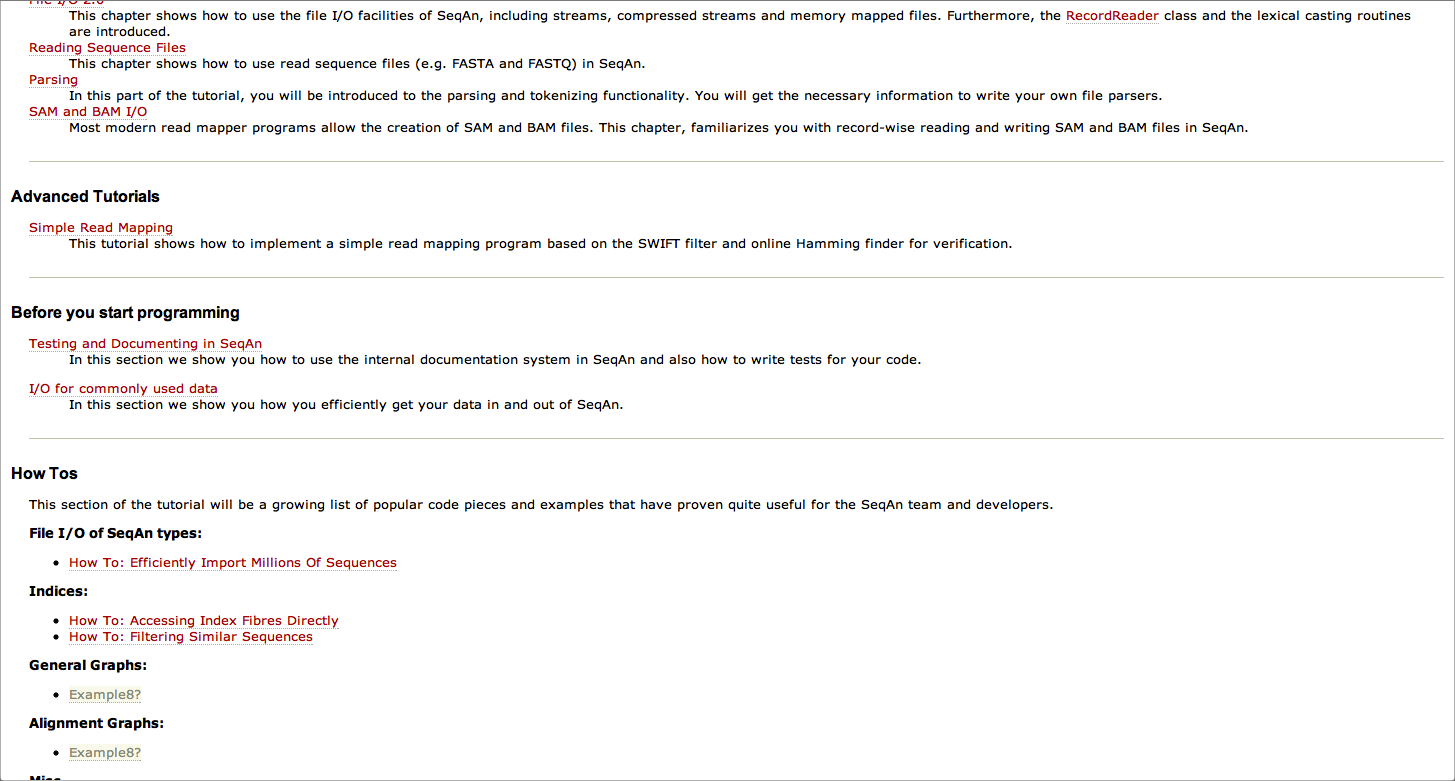 File I/O 2.0
This chapter shows how to use the file I/O facilities of SeqAn, including streams, compressed streams and memory mapped files. Furthermore, the RecordReader class and the lexical casting routines
are introduced.
Reading Sequence Files
This chapter shows how to use read sequence files (e.g. FASTA and FASTQ) in SeqAn.
Parsing
In this part of the tutorial, you will be introduced to the parsing and tokenizing functionality. You will get the necessary information to write your own file parsers.
SAM and BAM I/O
Most modern read mapper programs allow the creation of SAM and BAM files. This chapter, familiarizes you with record-wise reading and writing SAM and BAM files in SeqAn.
Advanced Tutorials
Simple Read Mapping
This tutorial shows how to implement a simple read mapping program based on the SWIFT filter and online Hamming finder for verification.
Before you start programming
Testing and Documenting in SeqAn
In this section we show you how to use the internal documentation system in SeqAn and also how to write tests for your code.
I/O for commonly used data
In this section we show you how you efficiently get your data in and out of SeqAn.
How Tos
This section of the tutorial will be a growing list of popular code pieces and examples that have proven quite useful for the SeqAn team and developers.
File I/O of SeqAn types:
• How To: Efficiently Import Millions Of Sequences
Indices:
• How To: Accessing Index Fibres Directly
• How To: Filtering Similar Sequences
General Graphs:
• Example8?
Alignment Graphs:
• Example8?
Misc